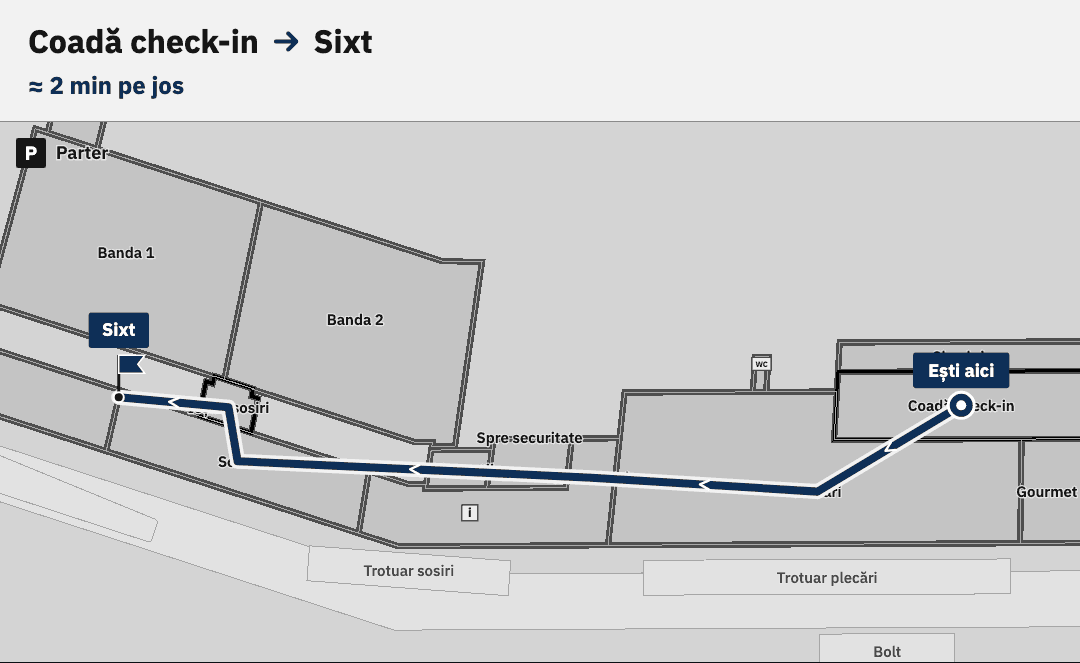 Coadă check-in → Sixt
≈ 2 min pe jos
P Parter
Banda 1
Banda 2
Sixt
wc
Ești aici
sosiri
Spre securitate
Gourmet
i
Trotuar sosiri
Trotuar plecări
Bolt